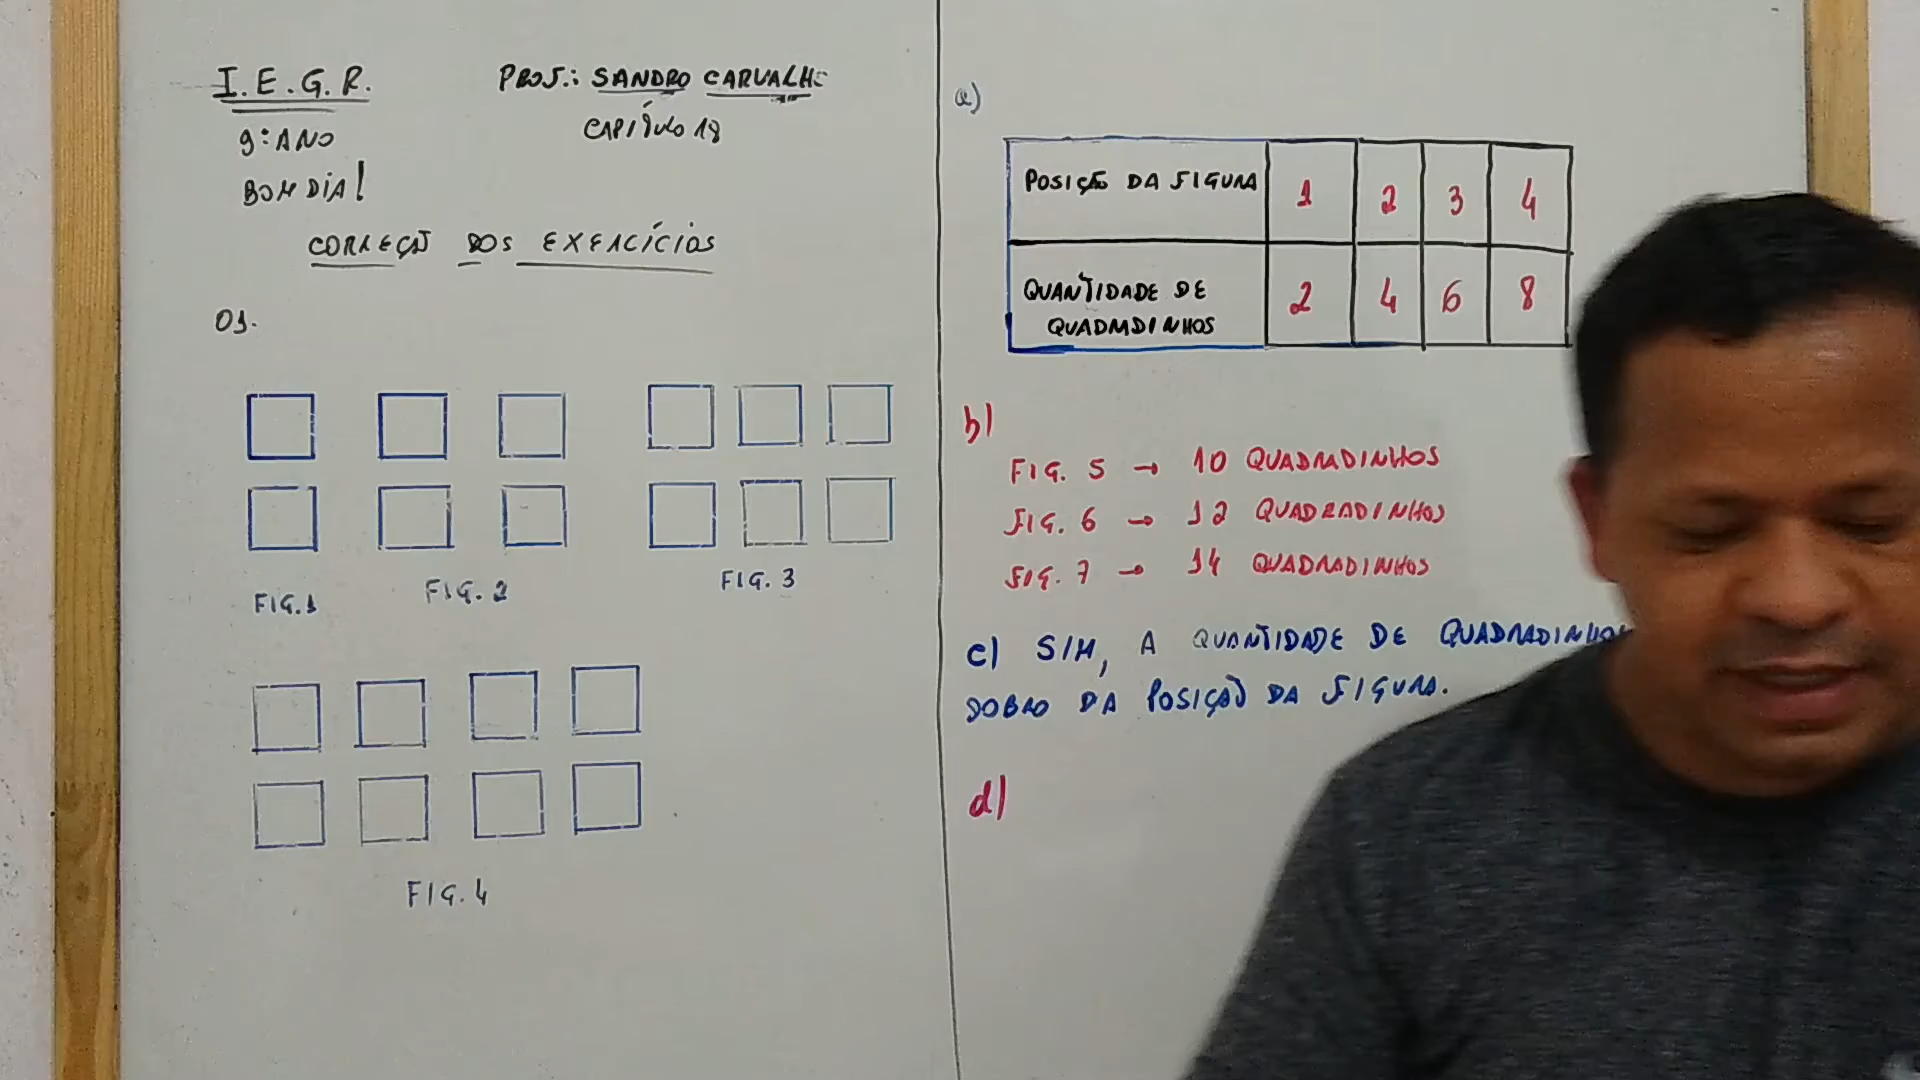 I.E.G.R.
PROF.: SANDRO CARVALHO
9º ANO
CAPÍTULO 18
BOM DIA!
CORREÇÃO DOS EXERCÍCIOS
01.
FIG.1
FIG. 2
FIG. 3
FIG. 4
a)
POSIÇÃO DA FIGURA 1 2 3 4
QUANTIDADE DE
QUADRADINHOS 2 4 6 8
b)
FIG. 5 → 10 QUADRADINHOS
FIG. 6 → 12 QUADRADINHOS
FIG. 7 → 14 QUADRADINHOS
c) SIM, A QUANTIDADE DE QUADRADINHOS
DOBRO DA POSIÇÃO DA FIGURA.
d)